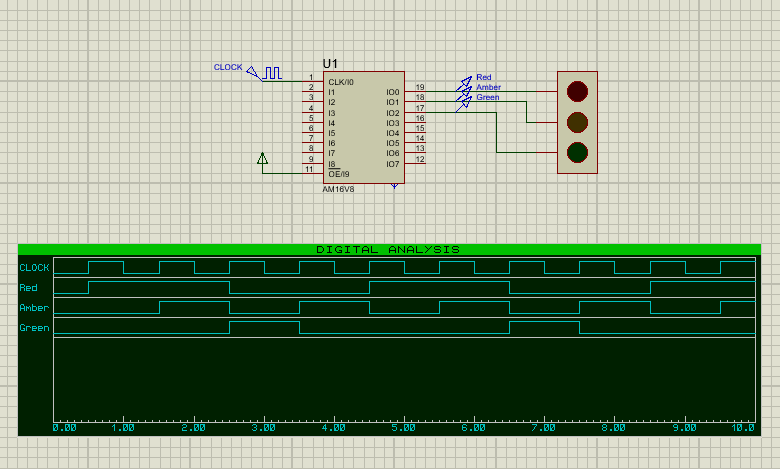 U1
CLOCK
Red
Amber
Green
1 CLK/I0
2 I1
3 I2
4 I3
5 I4
6 I5
7 I6
8 I7
9 I8
11 OE/I9
IO0 19
IO1 18
IO2 17
IO3 16
IO4 15
IO5 14
IO6 13
IO7 12
AM16V8
DIGITAL ANALYSIS
CLOCK
Red
Amber
Green
0.00 1.00 2.00 3.00 4.00 5.00 6.00 7.00 8.00 9.00 10.0